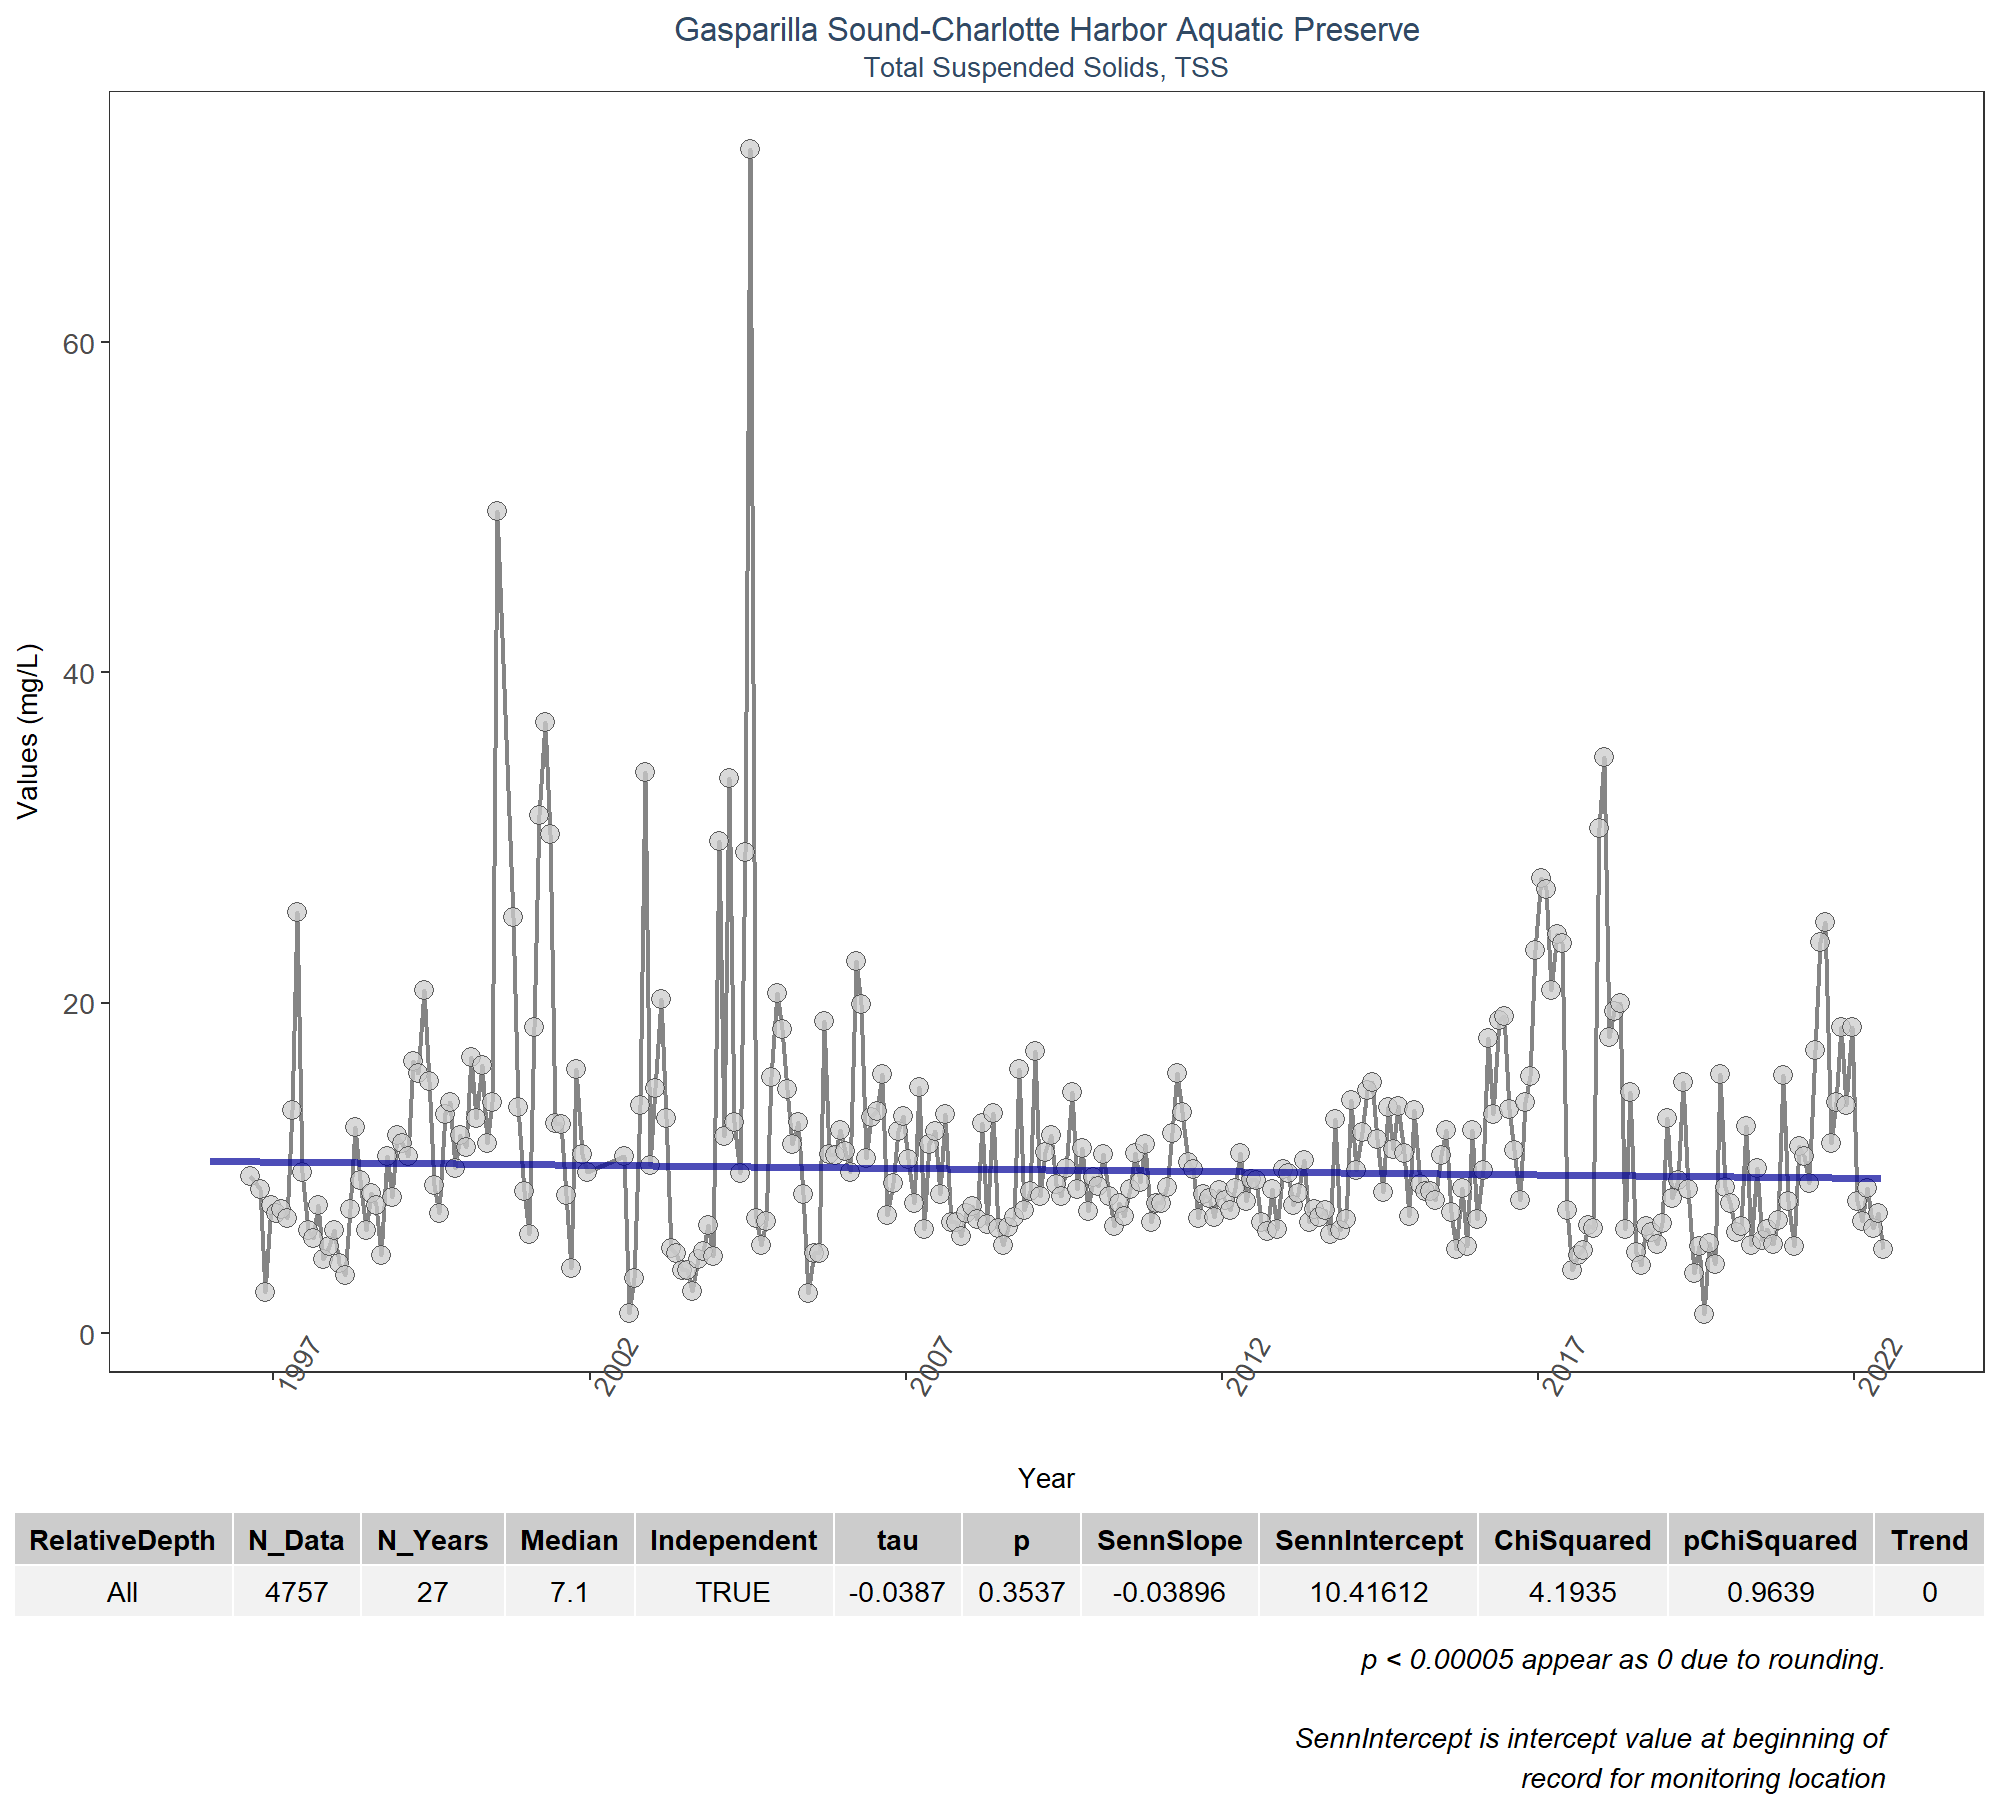 Gasparilla Sound-Charlotte Harbor Aquatic Preserve
Total Suspended Solids, TSS
Values (mg/L)
60
40
20
0
1997 2002 2007 2012 2017 2022
Year
RelativeDepth N_Data N_Years Median Independent tau p SennSlope SennIntercept ChiSquared pChiSquared Trend
All 4757 27 7.1 TRUE -0.0387 0.3537 -0.03896 10.41612 4.1935 0.9639 0
p < 0.00005 appear as 0 due to rounding.
SennIntercept is intercept value at beginning of
record for monitoring location